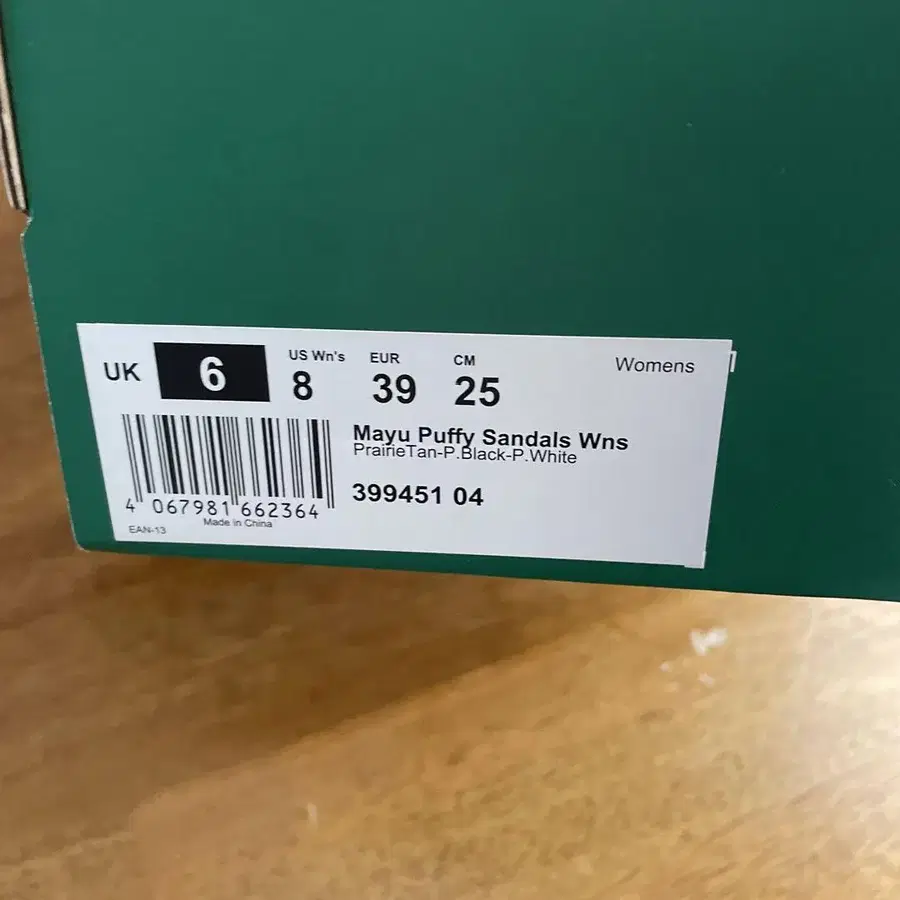 UK 6 US Wn's 8 EUR 39 CM 25 Womens
Mayu Puffy Sandals Wns
PrairieTan-P.Black-P.White
399451 04
4 067981 662364
Made in China
EAN-13